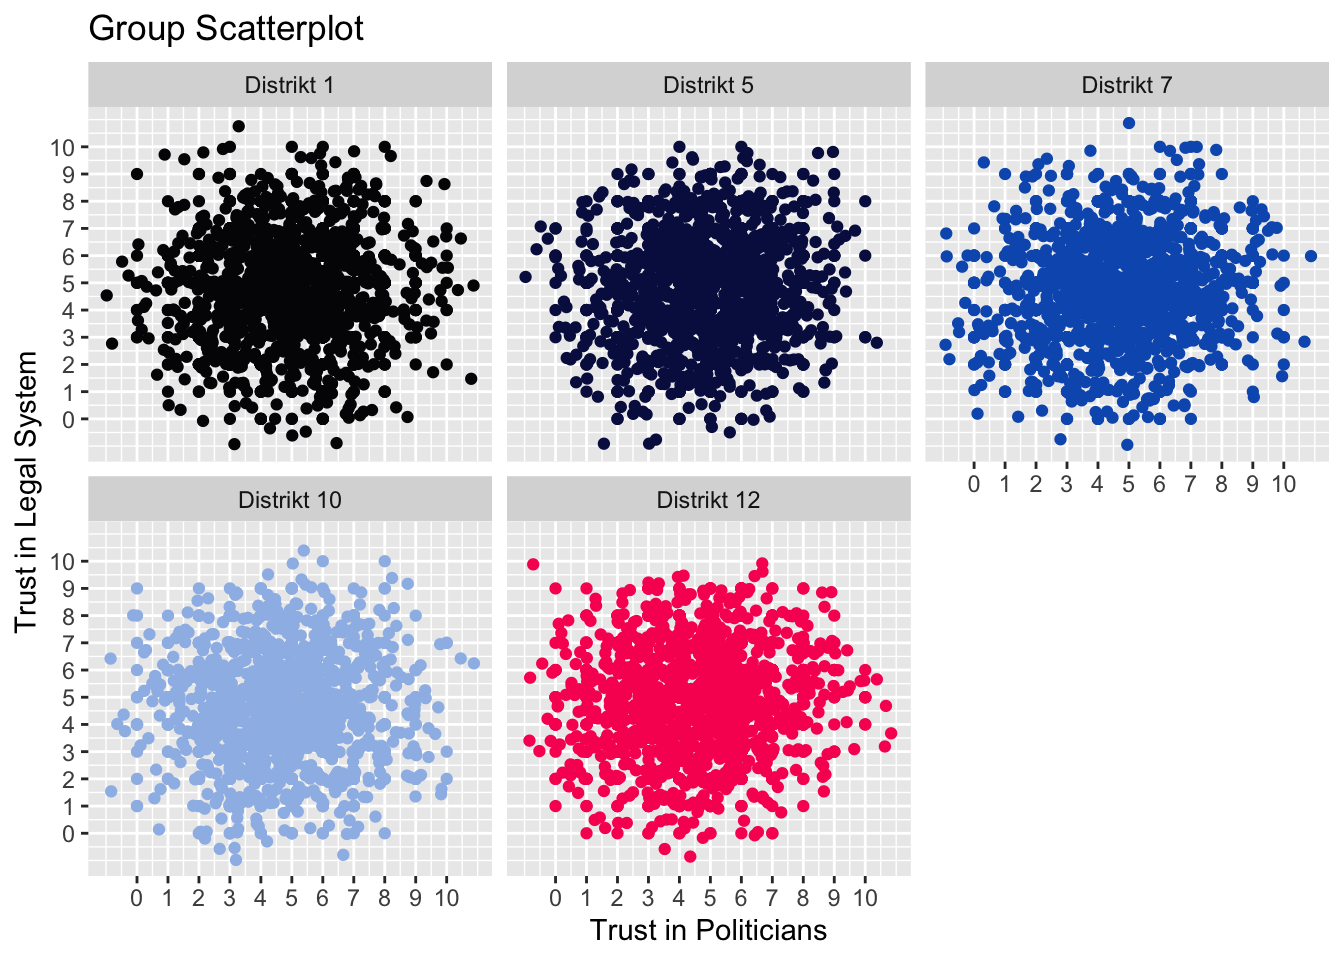 Group Scatterplot
Distrikt 1
Distrikt 5
Distrikt 7
10
9
8
7
6
5
4
3
2
1
0
0 1 2 3 4 5 6 7 8 9 10
Distrikt 10
Distrikt 12
10
9
8
7
6
5
4
3
2
1
0
0 1 2 3 4 5 6 7 8 9 10
0 1 2 3 4 5 6 7 8 9 10
Trust in Legal System
Trust in Politicians